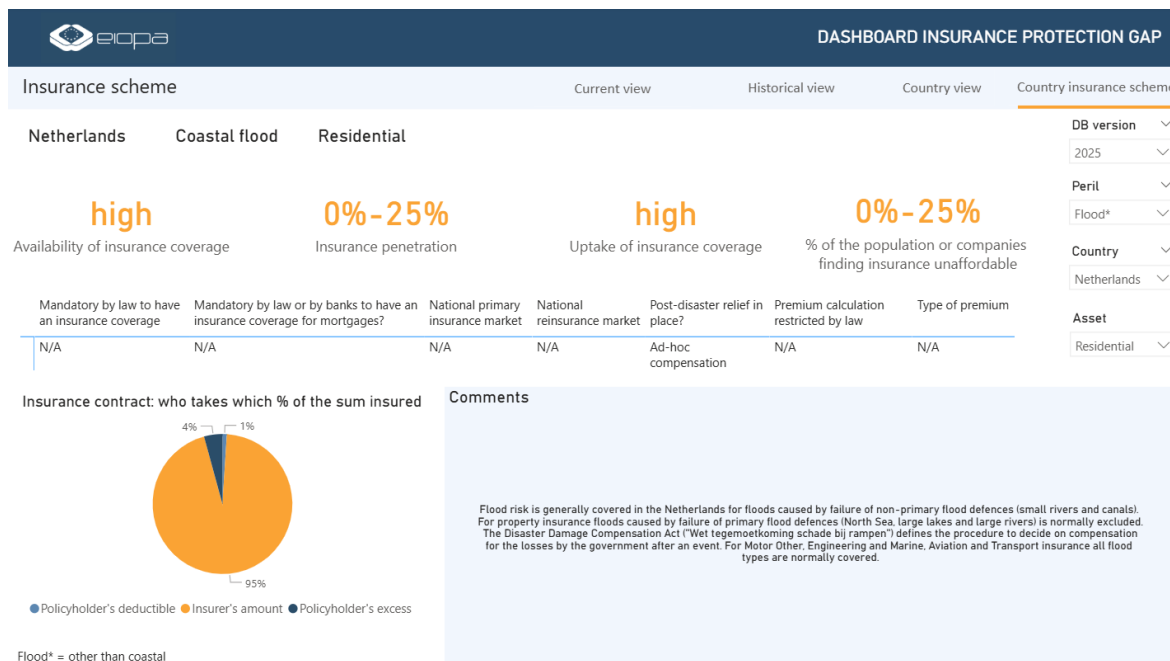 eiopa
DASHBOARD INSURANCE PROTECTION GAP
Insurance scheme
Current view
Historical view
Country view
Country insurance scheme
Netherlands
Coastal flood
Residential
DB version
2025
Peril
Flood*
Country
Netherlands
Asset
Residential
high
Availability of insurance coverage
0%-25%
Insurance penetration
high
Uptake of insurance coverage
0%-25%
% of the population or companies
finding insurance unaffordable
Mandatory by law to have
an insurance coverage
Mandatory by law or by banks to have an
insurance coverage for mortgages?
National primary
insurance market
National
reinsurance market
Post-disaster relief in
place?
Premium calculation
restricted by law
Type of premium
N/A
N/A
N/A
N/A
Ad-hoc
compensation
N/A
N/A
Insurance contract: who takes which % of the sum insured
4%
1%
95%
Policyholder's deductible
Insurer's amount
Policyholder's excess
Comments
Flood risk is generally covered in the Netherlands for floods caused by failure of non-primary flood defences (small rivers and canals).
For property insurance floods caused by failure of primary flood defences (North Sea, large lakes and large rivers) is normally excluded.
The Disaster Damage Compensation Act ("Wet tegemoetkoming schade bij rampen") defines the procedure to decide on compensation
for the losses by the government after an event. For Motor Other, Engineering and Marine, Aviation and Transport insurance all flood
types are normally covered.
Flood* = other than coastal